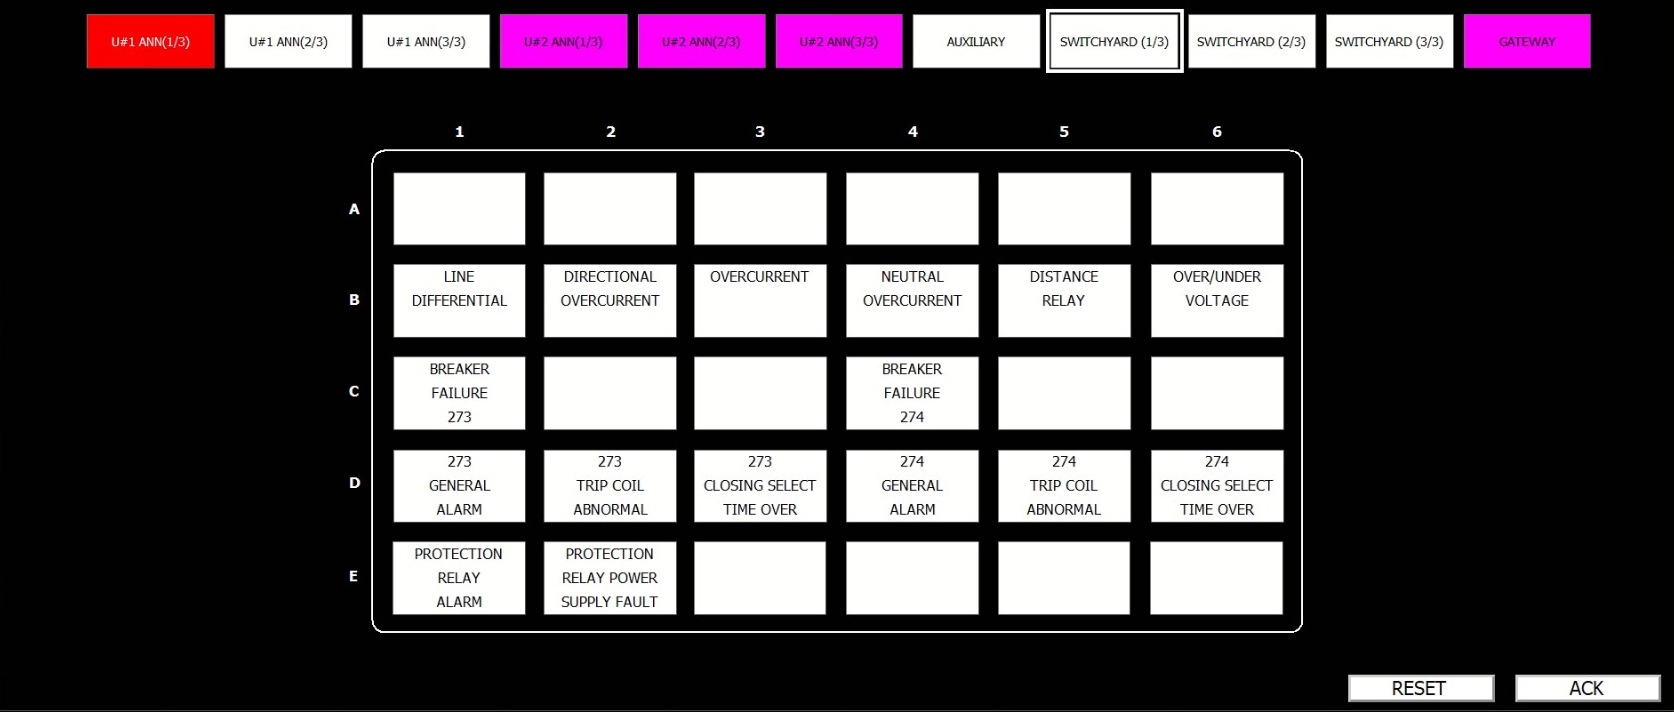 U#1 ANN(1/3) U#1 ANN(2/3) U#1 ANN(3/3) U#2 ANN(1/3) U#2 ANN(2/3) U#2 ANN(3/3) AUXILIARY SWITCHYARD (1/3) SWITCHYARD (2/3) SWITCHYARD (3/3) GATEWAY
1 2 3 4 5 6
A
B
LINE
DIFFERENTIAL
DIRECTIONAL
OVERCURRENT
OVERCURRENT
NEUTRAL
OVERCURRENT
DISTANCE
RELAY
OVER/UNDER
VOLTAGE
C
BREAKER
FAILURE
273
BREAKER
FAILURE
274
D
273
GENERAL
ALARM
273
TRIP COIL
ABNORMAL
273
CLOSING SELECT
TIME OVER
274
GENERAL
ALARM
274
TRIP COIL
ABNORMAL
274
CLOSING SELECT
TIME OVER
E
PROTECTION
RELAY
ALARM
PROTECTION
RELAY POWER
SUPPLY FAULT
RESET ACK